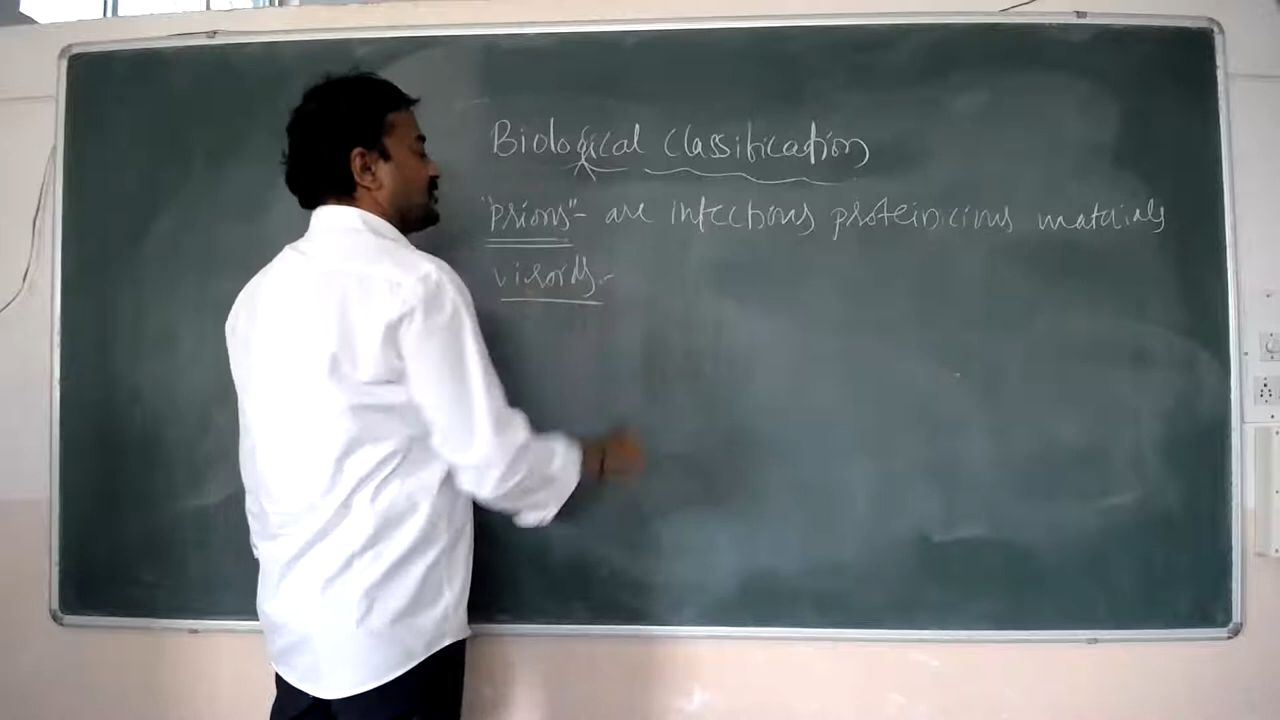 Biological classification
"Prions" - are infectious proteinicious materials
viroids.-